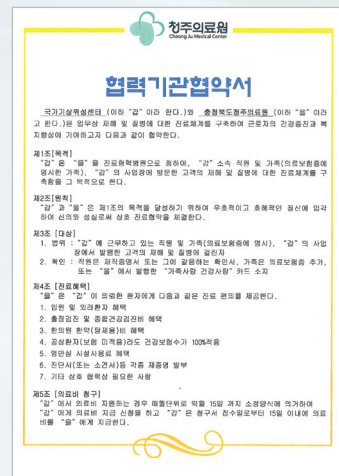 청주의료원
Cheong Ju Medical Center
협력기관협약서
국가기상위성센터 (이하 "갑" 이라 한다.)와 충청북도청주의료원 (이하 "을" 이라
고 한다.)은 업무상 재해 및 질병에 대한 진료체계를 구축하여 근로자의 건강증진과 복
지향상에 기여하고자 다음과 같이 협약한다.
제1조[목적]
"갑" 은 "을" 을 진료협력병원으로 정하여, "갑" 소속 직원 및 가족(의료보험증에
명시한 가족), "갑" 의 사업장에 방문한 고객의 재해 및 질병에 대한 진료체계를 구
축함을 그 목적으로 한다.
제2조[원칙]
"갑" 과 "을" 은 제1조의 목적을 달성하기 위하여 우호적이고 호혜적인 정신에 입각
하여 신의와 성실로써 상호 진료협약을 체결한다.
제3조 [대상]
1. 범위 : "갑" 에 근무하고 있는 직원 및 가족(의료보험증에 명시), "갑" 의 사업
장에서 발생한 고객의 재해 및 질병에 걸린자
2. 확인 : 직원은 재직증명서 또는 그에 갈음하는 확인서, 가족은 의료보험증 추가,
또는 "을" 에서 발행한 "가족사랑 건강사랑" 카드 소지
제4조 [진료혜택]
"을" 은 "갑" 이 의뢰한 환자에게 다음과 같은 진료 편의를 제공한다.
1. 입원 및 외래환자 혜택
2. 출장검진 및 종합건강검진비 혜택
3. 한의원 한약(탕제용)비 혜택
4. 공상환자(보험 미적용)라도 건강보험수가 100%적용
5. 영안실 시설사용료 혜택
6. 진단서(또는 소견서)등 각종 제증명 발부
7. 기타 상호 협력상 필요한 사항
제5조 [의료비 청구]
"갑" 에서 의료비 지원하는 경우 매월단위로 익월 15일 까지 소정양식에 의거하여
"갑" 에게 의료비 지급 신청을 하고 "갑" 은 청구서 접수일로부터 15일 이내에 의료
비를 "을" 에게 지급한다.